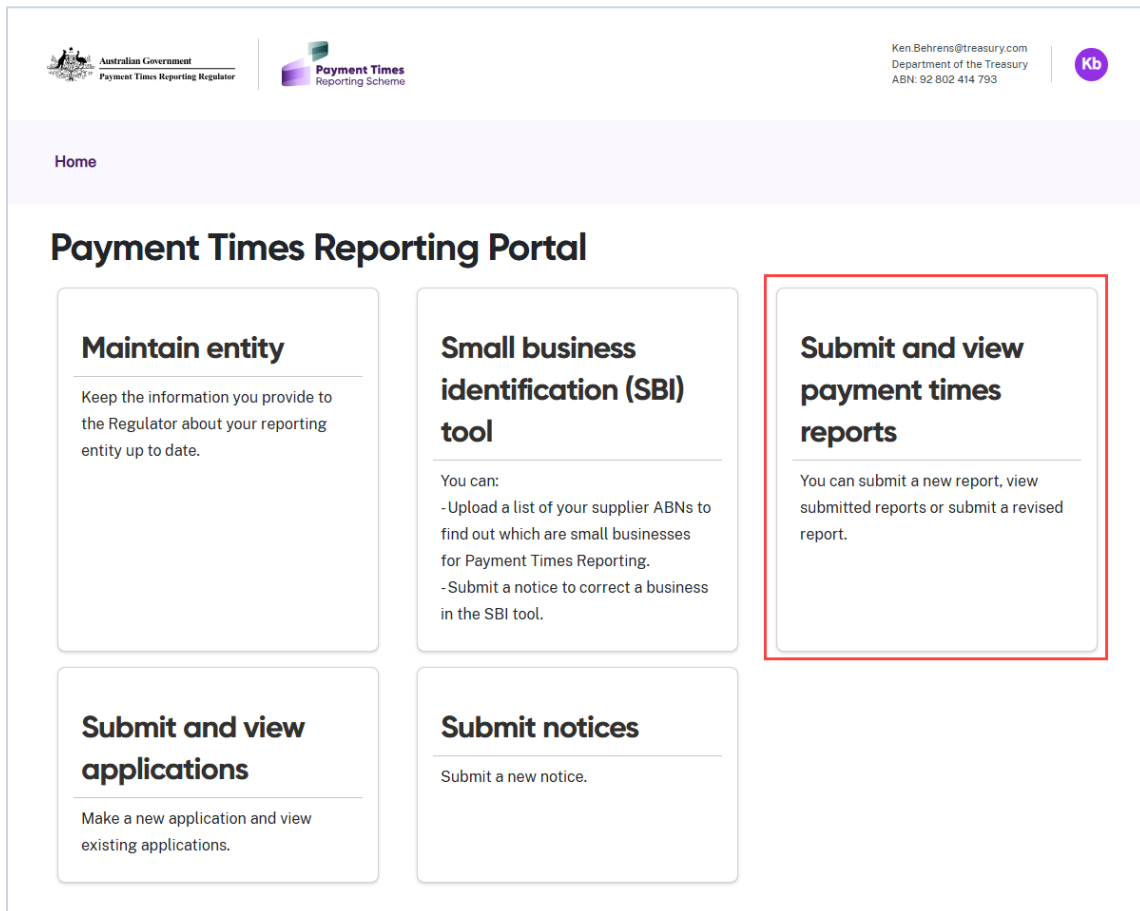 Australian Government
Payment Times Reporting Regulator
Payment Times
Reporting Scheme
Ken.Behrens@treasury.com
Department of the Treasury
ABN: 92 802 414 793
Kb
Home
Payment Times Reporting Portal
Maintain entity
Keep the information you provide to
the Regulator about your reporting
entity up to date.
Small business
identification (SBI)
tool
You can:
- Upload a list of your supplier ABNs to
find out which are small businesses
for Payment Times Reporting.
- Submit a notice to correct a business
in the SBI tool.
Submit and view
payment times
reports
You can submit a new report, view
submitted reports or submit a revised
report.
Submit and view
applications
Make a new application and view
existing applications.
Submit notices
Submit a new notice.